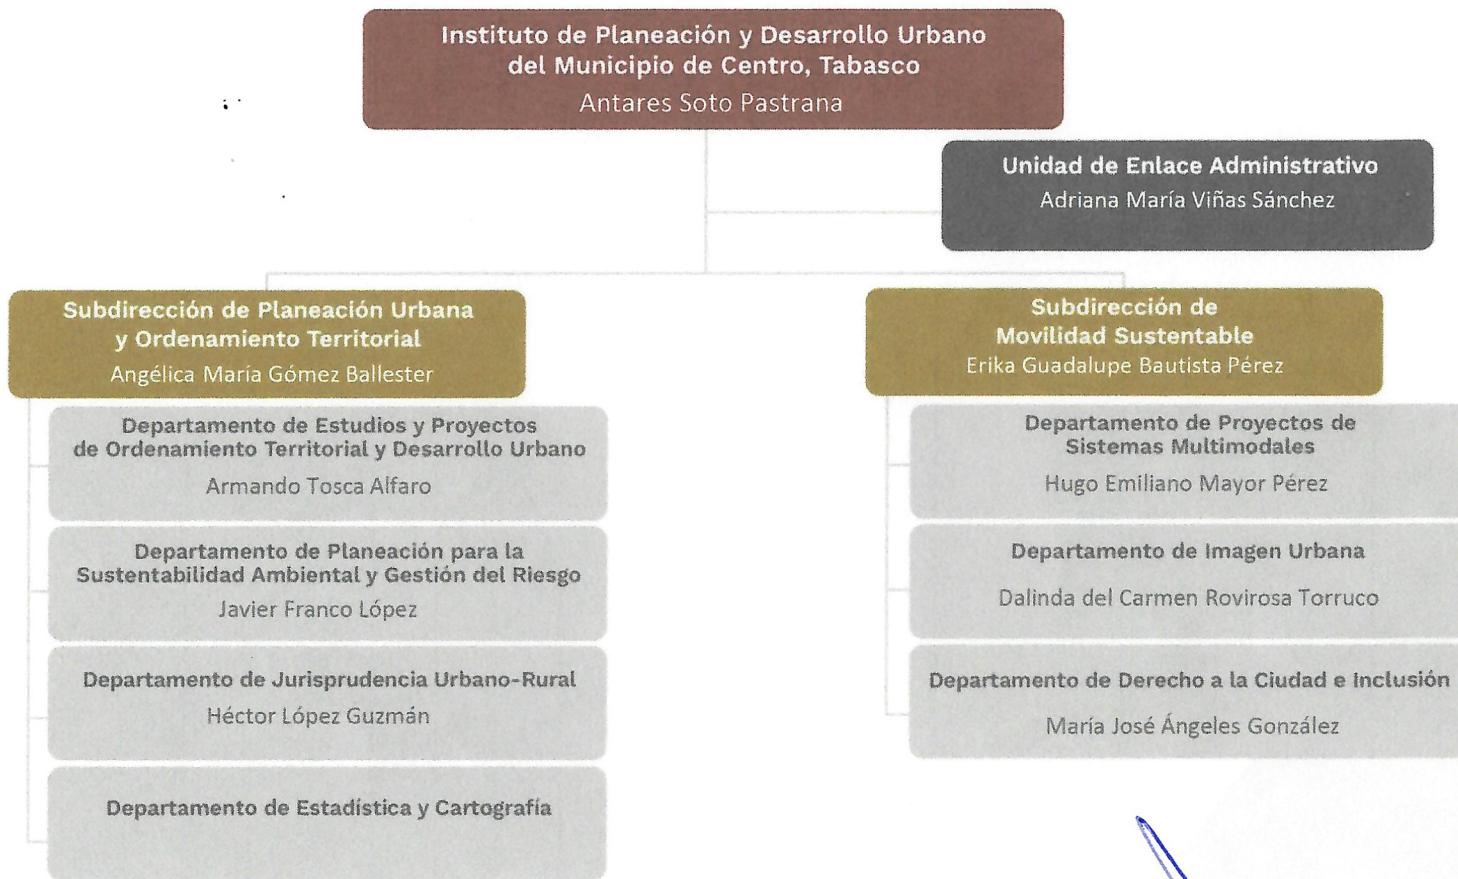 Instituto de Planeación y Desarrollo Urbano
del Municipio de Centro, Tabasco
Antares Soto Pastrana
Unidad de Enlace Administrativo
Adriana María Viñas Sánchez
Subdirección de Planeación Urbana
y Ordenamiento Territorial
Angélica María Gómez Ballester
Departamento de Estudios y Proyectos
de Ordenamiento Territorial y Desarrollo Urbano
Armando Tosca Alfaro
Departamento de Planeación para la
Sustentabilidad Ambiental y Gestión del Riesgo
Javier Franco López
Departamento de Jurisprudencia Urbano-Rural
Héctor López Guzmán
Departamento de Estadística y Cartografía
Subdirección de
Movilidad Sustentable
Erika Guadalupe Bautista Pérez
Departamento de Proyectos de
Sistemas Multimodales
Hugo Emiliano Mayor Pérez
Departamento de Imagen Urbana
Dalinda del Carmen Rovirosa Torruco
Departamento de Derecho a la Ciudad e Inclusión
María José Ángeles González